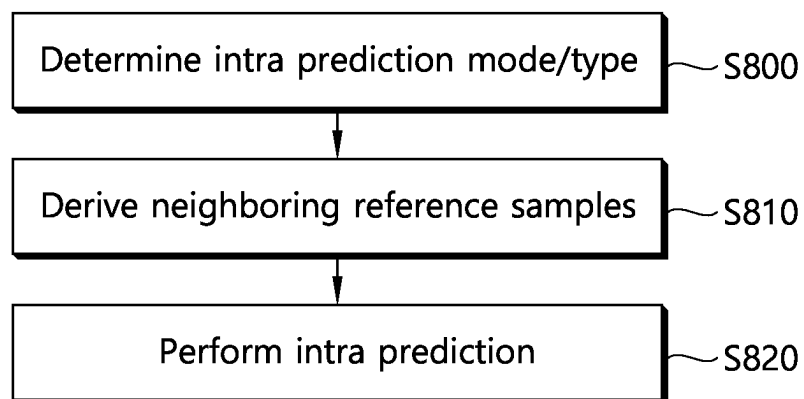 Determine intra prediction mode/type S800
Derive neighboring reference samples S810
Perform intra prediction S820